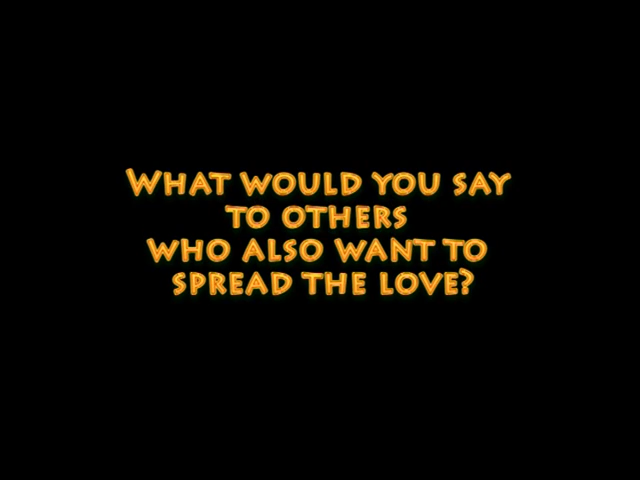 What would you say
to others
who also want to
spread the love?